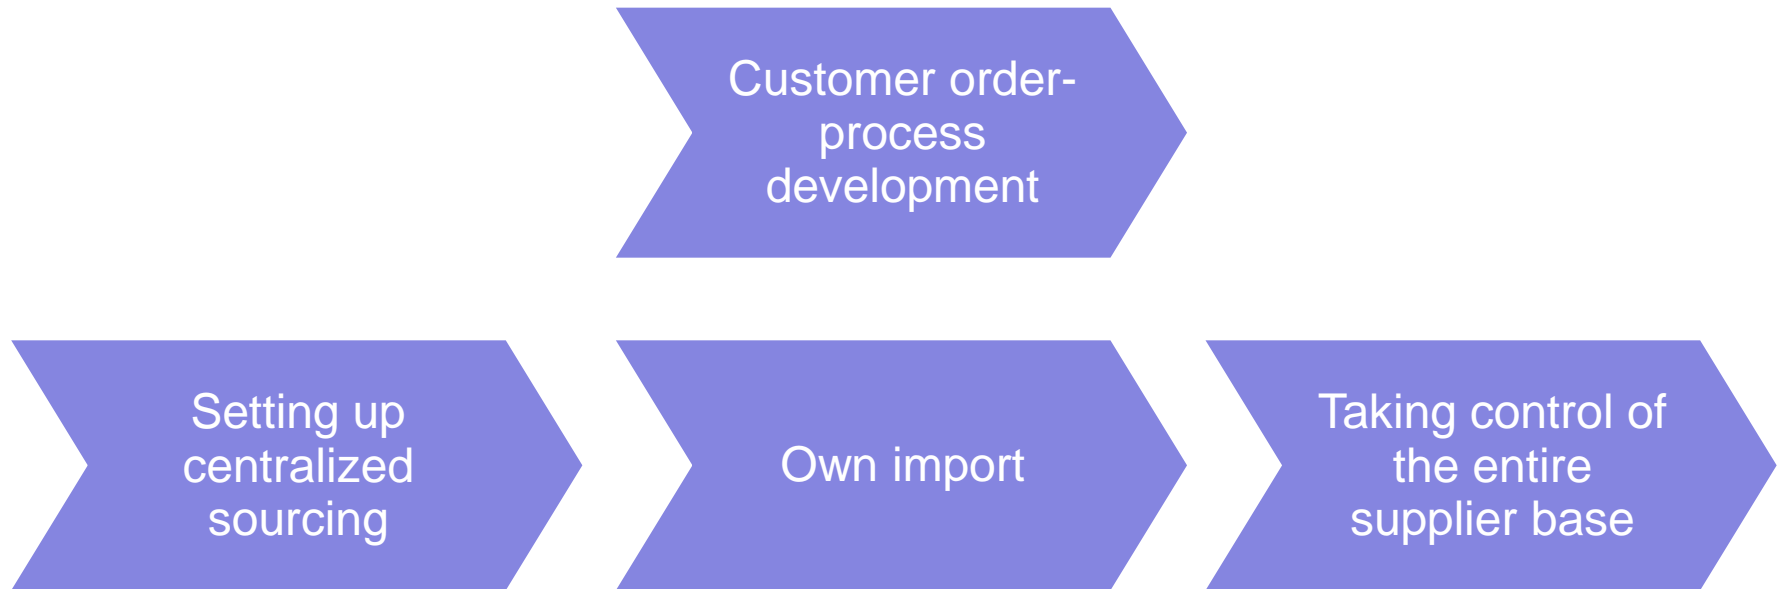 Customer order-
process
development
Setting up
centralized
sourcing
Own import
Taking control of
the entire
supplier base